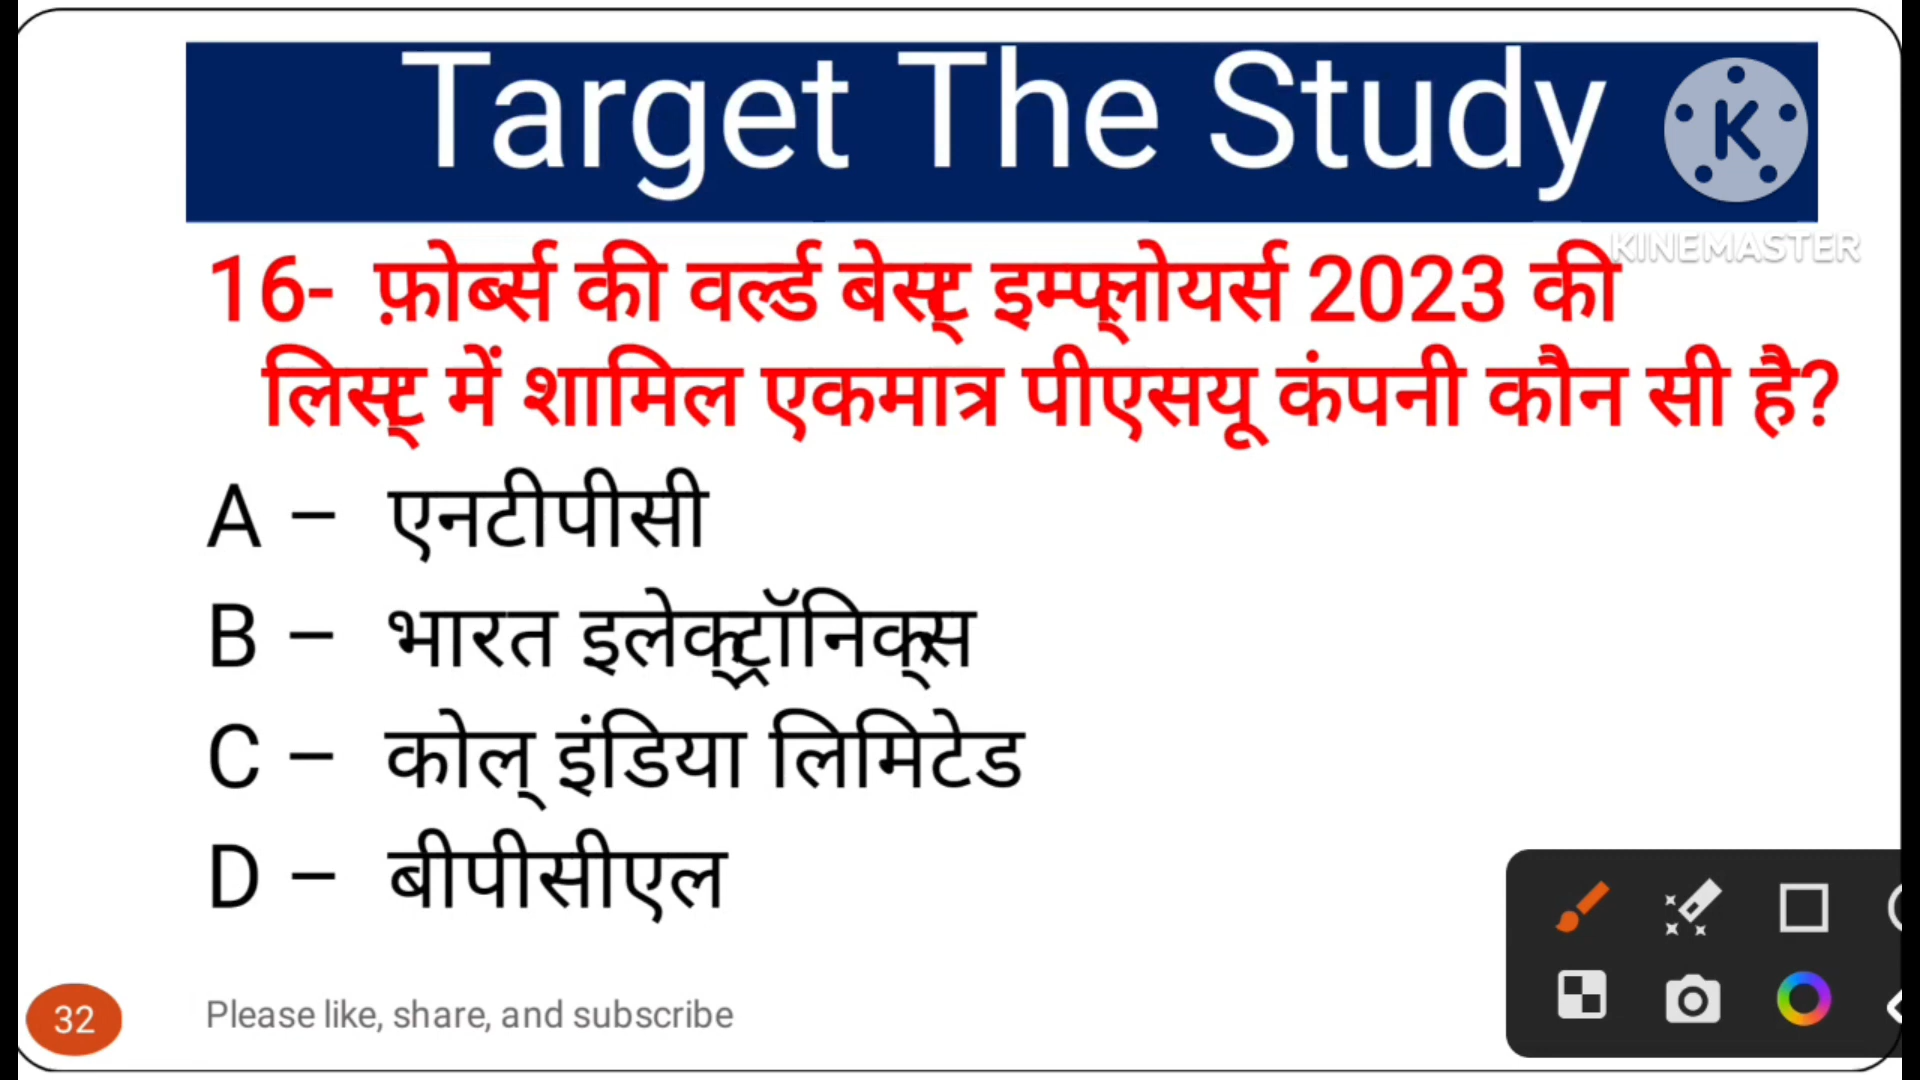 Target The Study
K
KINEMASTER
16- फ़ोर्ब्स की वर्ल्ड बेस्ट इम्प्लोयर्स 2023 की
लिस्ट में शामिल एकमात्र पीएसयू कंपनी कौन सी है?
A – एनटीपीसी
B – भारत इलेक्ट्रॉनिक्स
C – कोल् इंडिया लिमिटेड
D – बीपीसीएल
32
Please like, share, and subscribe